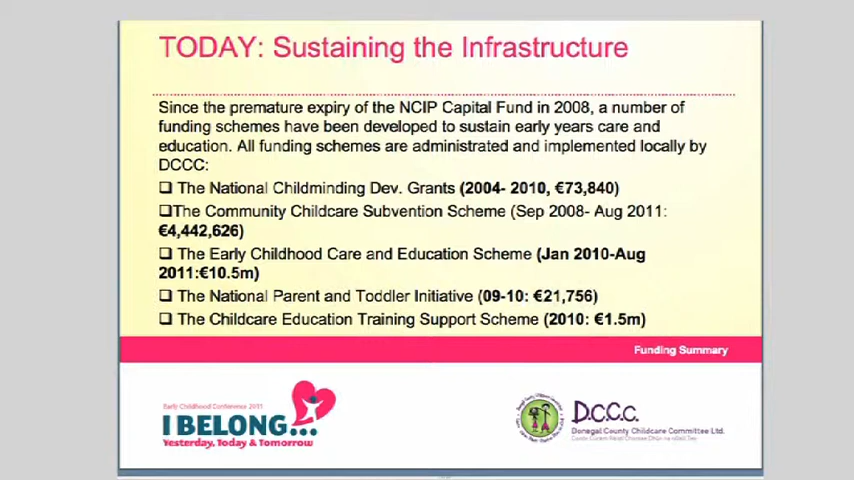 TODAY: Sustaining the Infrastructure
Since the premature expiry of the NCIP Capital Fund in 2008, a number of
funding schemes have been developed to sustain early years care and
education. All funding schemes are administrated and implemented locally by
DCCC:
❑ The National Childminding Dev. Grants (2004- 2010, €73,840)
❑The Community Childcare Subvention Scheme (Sep 2008- Aug 2011:
€4,442,626)
❑ The Early Childhood Care and Education Scheme (Jan 2010-Aug
2011:€10.5m)
❑ The National Parent and Toddler Initiative (09-10: €21,756)
❑ The Childcare Education Training Support Scheme (2010: €1.5m)
Funding Summary
Early Childhood Conference 2011
I BELONG...
Yesterday, Today & Tomorrow
D.C.C.C.
Donegal County Childcare Committee Ltd.